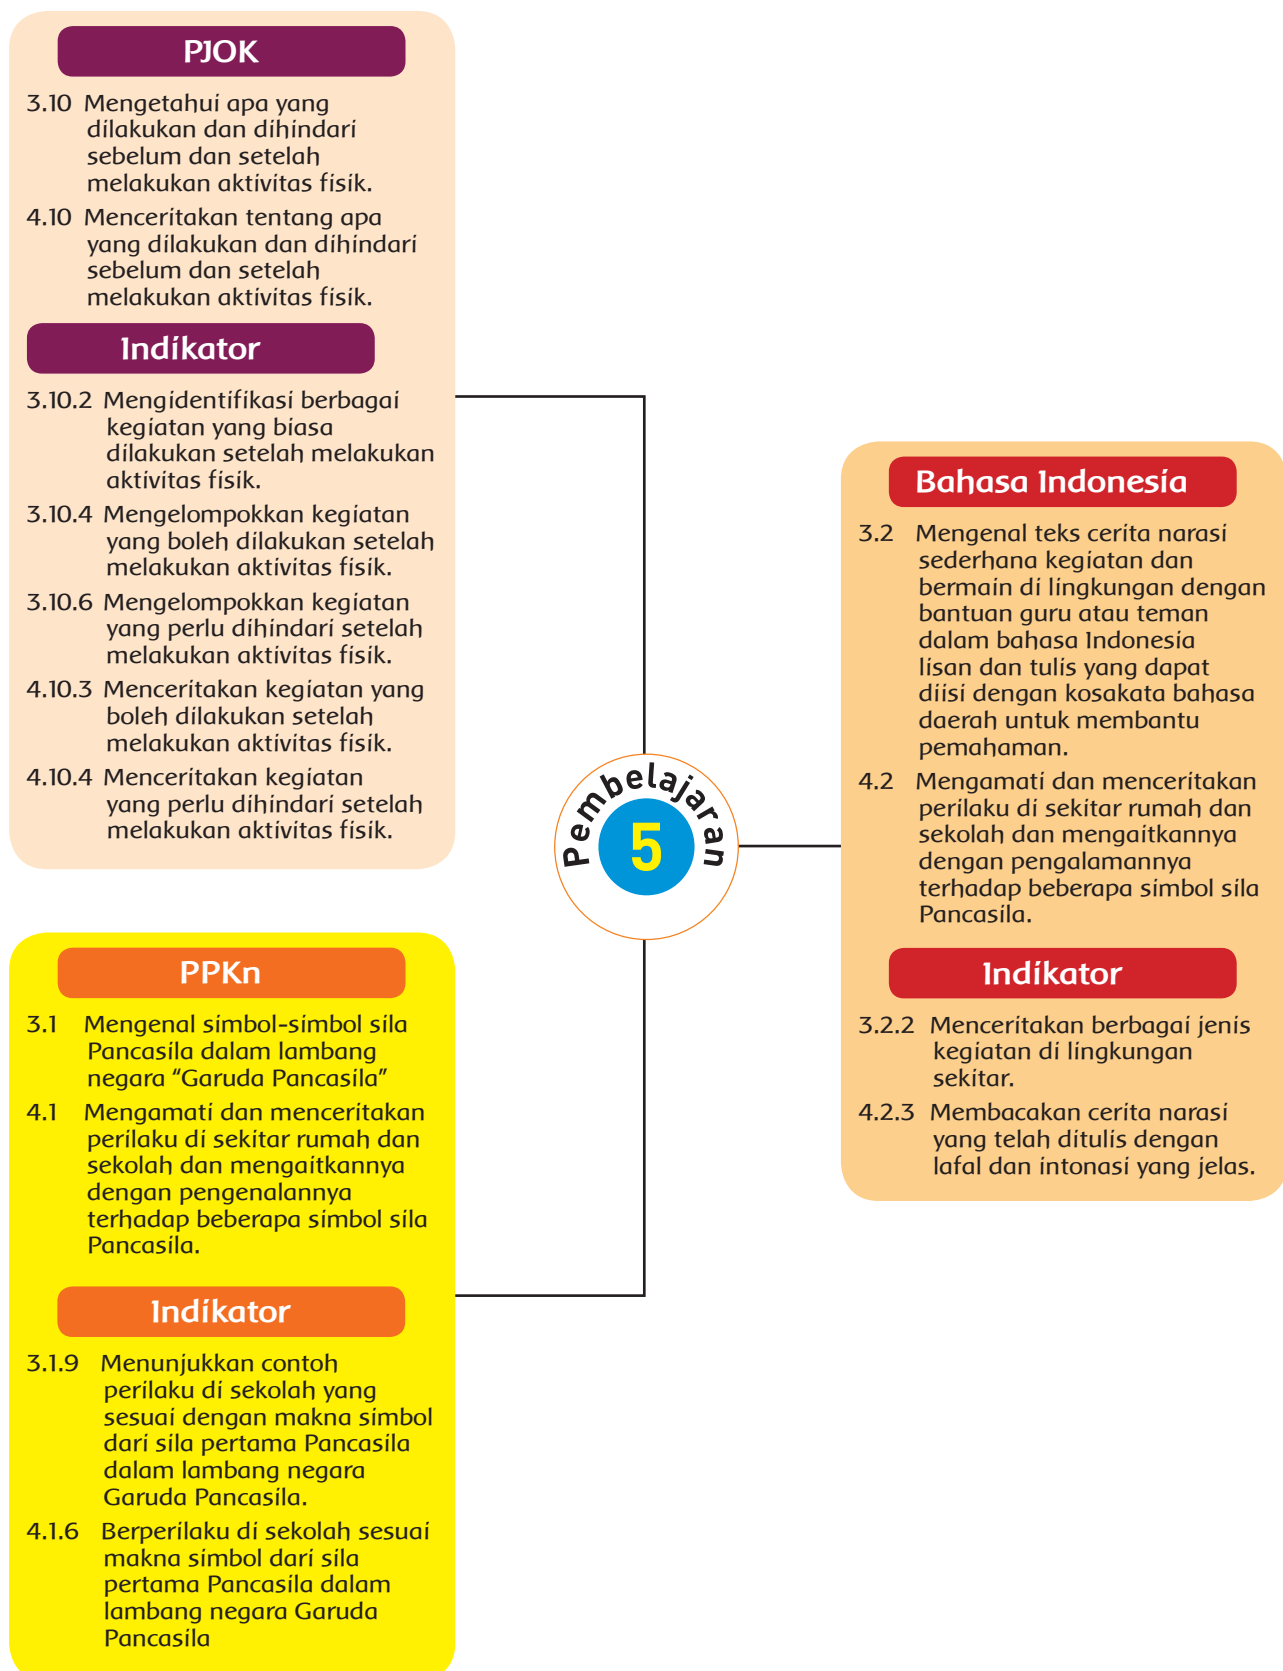 PJOK
3.10 Mengetahui apa yang
dilakukan dan dihindari
sebelum dan setelah
melakukan aktivitas fisik.
4.10 Menceritakan tentang apa
yang dilakukan dan dihindari
sebelum dan setelah
melakukan aktivitas fisik.
Indikator
3.10.2 Mengidentifikasi berbagai
kegiatan yang biasa
dilakukan setelah melakukan
aktivitas fisik.
3.10.4 Mengelompokkan kegiatan
yang boleh dilakukan setelah
melakukan aktivitas fisik.
3.10.6 Mengelompokkan kegiatan
yang perlu dihindari setelah
melakukan aktivitas fisik.
4.10.3 Menceritakan kegiatan yang
boleh dilakukan setelah
melakukan aktivitas fisik.
4.10.4 Menceritakan kegiatan
yang perlu dihindari setelah
melakukan aktivitas fisik.
PPKn
3.1 Mengenal simbol-simbol sila
Pancasila dalam lambang
negara “Garuda Pancasila”
4.1 Mengamati dan menceritakan
perilaku di sekitar rumah dan
sekolah dan mengaitkannya
dengan pengenalannya
terhadap beberapa simbol sila
Pancasila.
Indikator
3.1.9 Menunjukkan contoh
perilaku di sekolah yang
sesuai dengan makna simbol
dari sila pertama Pancasila
dalam lambang negara
Garuda Pancasila.
4.1.6 Berperilaku di sekolah sesuai
makna simbol dari sila
pertama Pancasila dalam
lambang negara Garuda
Pancasila
Pembelajaran
5
Bahasa Indonesia
3.2 Mengenal teks cerita narasi
sederhana kegiatan dan
bermain di lingkungan dengan
bantuan guru atau teman
dalam bahasa Indonesia
lisan dan tulis yang dapat
diisi dengan kosakata bahasa
daerah untuk membantu
pemahaman.
4.2 Mengamati dan menceritakan
perilaku di sekitar rumah dan
sekolah dan mengaitkannya
dengan pengalamannya
terhadap beberapa simbol sila
Pancasila.
Indikator
3.2.2 Menceritakan berbagai jenis
kegiatan di lingkungan
sekitar.
4.2.3 Membacakan cerita narasi
yang telah ditulis dengan
lafal dan intonasi yang jelas.